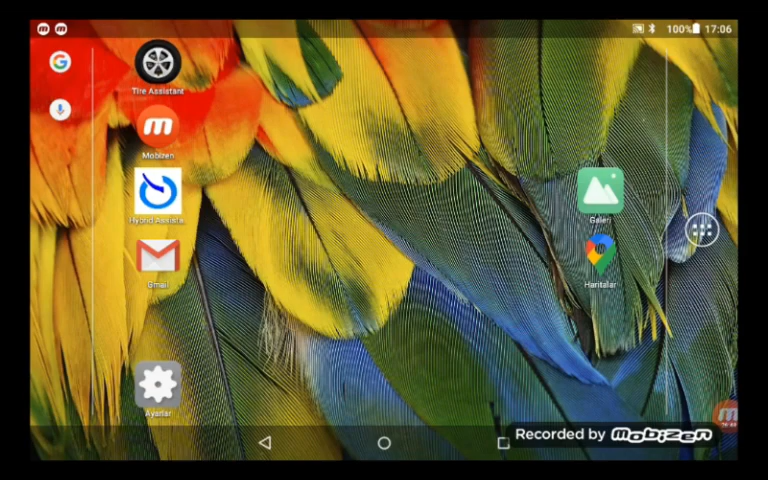 100% 17:06
Tire Assistant
Mobizen
Hybrid Assista
Gmail
Ayarlar
Galeri
Haritalar
Recorded by mobizen